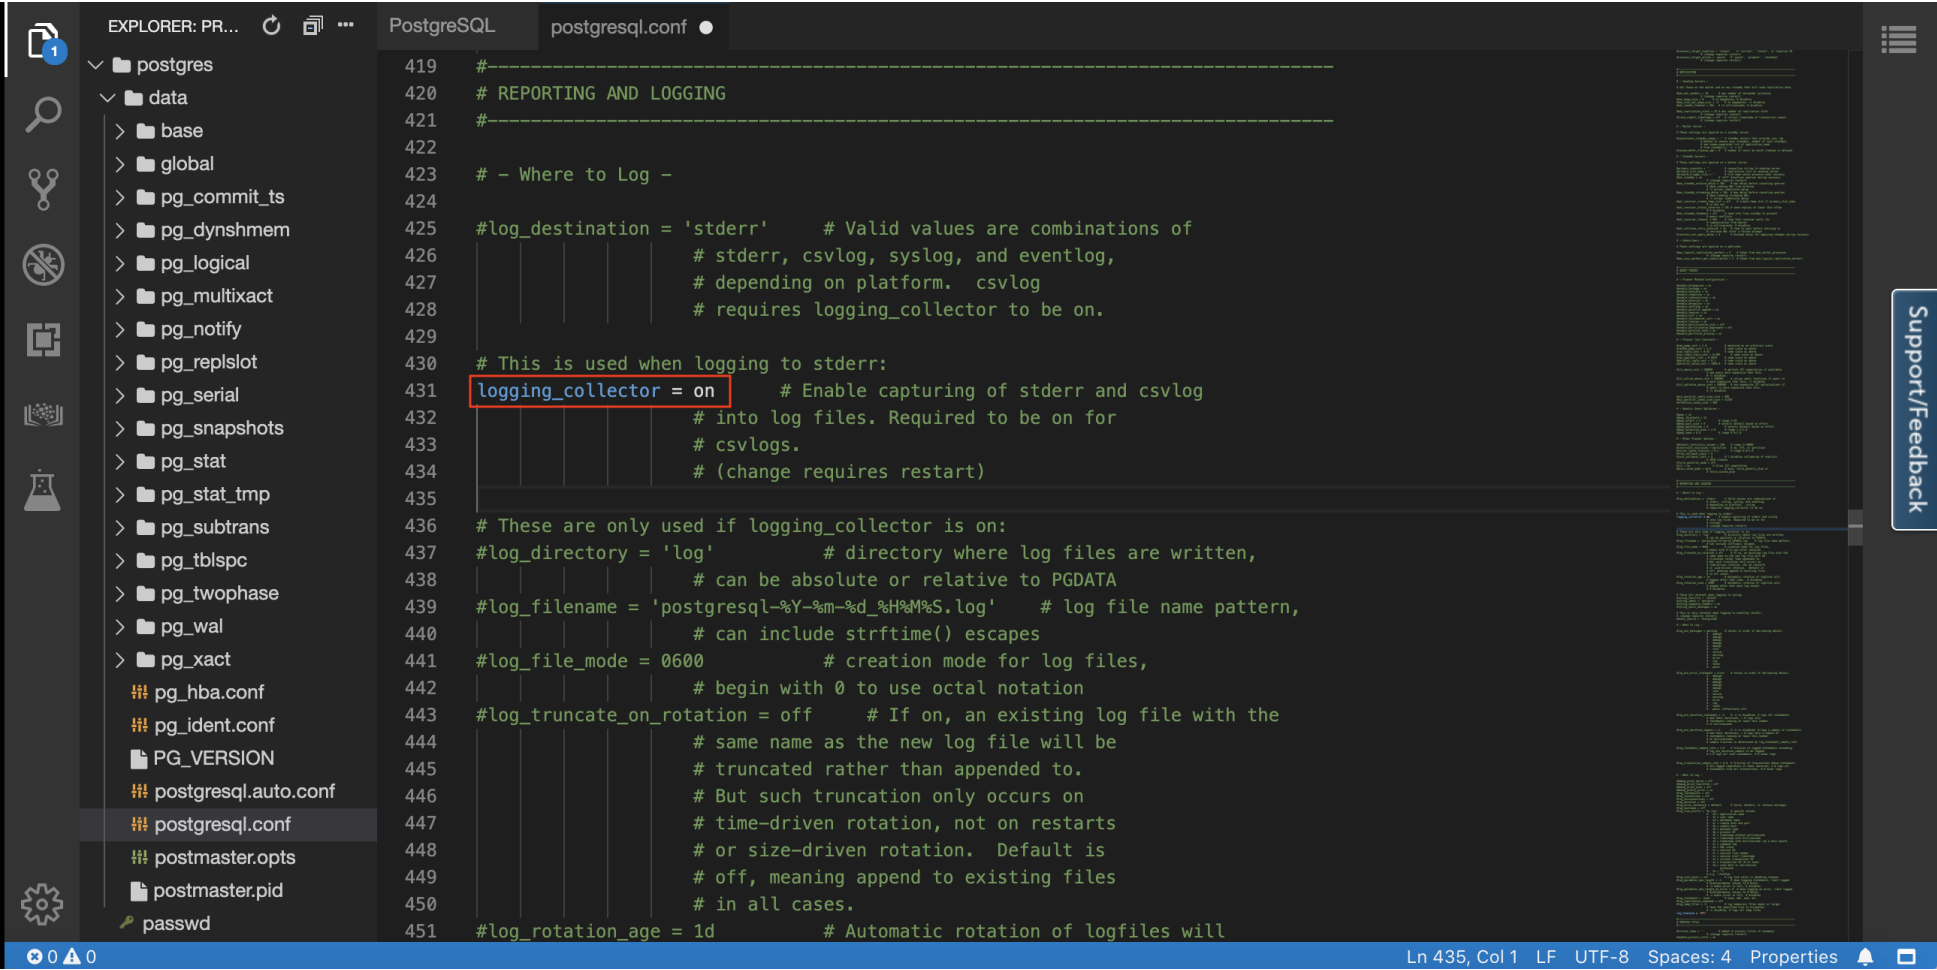 EXPLORER: PR...
PostgreSQL
postgresql.conf
1
postgres
data
base
global
pg_commit_ts
pg_dynshmem
pg_logical
pg_multixact
pg_notify
pg_replslot
pg_serial
pg_snapshots
pg_stat
pg_stat_tmp
pg_subtrans
pg_tblspc
pg_twophase
pg_wal
pg_xact
pg_hba.conf
pg_ident.conf
PG_VERSION
postgresql.auto.conf
postgresql.conf
postmaster.opts
postmaster.pid
passwd
419 #------------------------------------------------------------------------------
420 # REPORTING AND LOGGING
421 #------------------------------------------------------------------------------
422
423 # - Where to Log -
424
425 #log_destination = 'stderr' # Valid values are combinations of
426 # stderr, csvlog, syslog, and eventlog,
427 # depending on platform. csvlog
428 # requires logging_collector to be on.
429
430 # This is used when logging to stderr:
431 logging_collector = on # Enable capturing of stderr and csvlog
432 # into log files. Required to be on for
433 # csvlogs.
434 # (change requires restart)
435
436 # These are only used if logging_collector is on:
437 #log_directory = 'log' # directory where log files are written,
438 # can be absolute or relative to PGDATA
439 #log_filename = 'postgresql-%Y-%m-%d_%H%M%S.log' # log file name pattern,
440 # can include strftime() escapes
441 #log_file_mode = 0600 # creation mode for log files,
442 # begin with 0 to use octal notation
443 #log_truncate_on_rotation = off # If on, an existing log file with the
444 # same name as the new log file will be
445 # truncated rather than appended to.
446 # But such truncation only occurs on
447 # time-driven rotation, not on restarts
448 # or size-driven rotation. Default is
449 # off, meaning append to existing files
450 # in all cases.
451 #log_rotation_age = 1d # Automatic rotation of logfiles will
Support/Feedback
0 0
Ln 435, Col 1 LF UTF-8 Spaces: 4 Properties